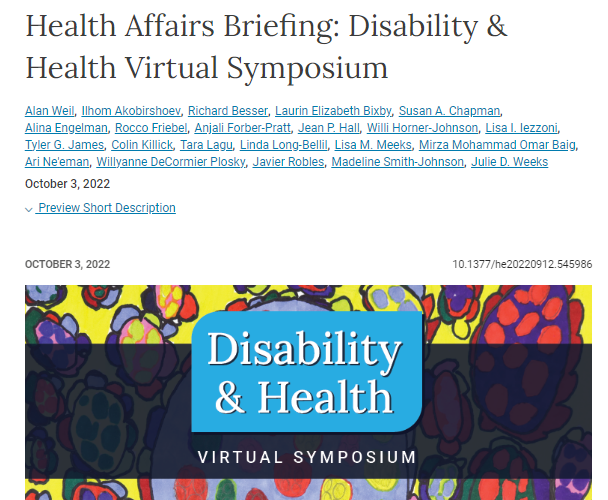 Health Affairs Briefing: Disability &
Health Virtual Symposium
Alan Weil, Ilhom Akobirshoev, Richard Besser, Laurin Elizabeth Bixby, Susan A. Chapman,
Alina Engelman, Rocco Friebel, Anjali Forber-Pratt, Jean P. Hall, Willi Horner-Johnson, Lisa I. Iezzoni,
Tyler G. James, Colin Killick, Tara Lagu, Linda Long-Bellil, Lisa M. Meeks, Mirza Mohammad Omar Baig,
Ari Ne'eman, Willyanne DeCormier Plosky, Javier Robles, Madeline Smith-Johnson, Julie D. Weeks
October 3, 2022
Preview Short Description
OCTOBER 3, 2022 10.1377/he20220912.545986
Disability
& Health
VIRTUAL SYMPOSIUM